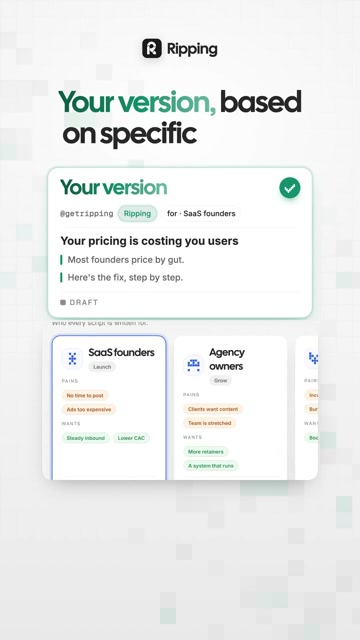 Ripping
Your version, based
on specific
Your version
@getripping Ripping for · SaaS founders
Your pricing is costing you users
Most founders price by gut.
Here's the fix, step by step.
DRAFT
Who every script is written for.
SaaS founders
Launch
PAINS
No time to post
Ads too expensive
WANTS
Steady inbound Lower CAC
Agency
owners
Grow
PAINS
Clients want content
Team is stretched
WANTS
More retainers
A system that runs